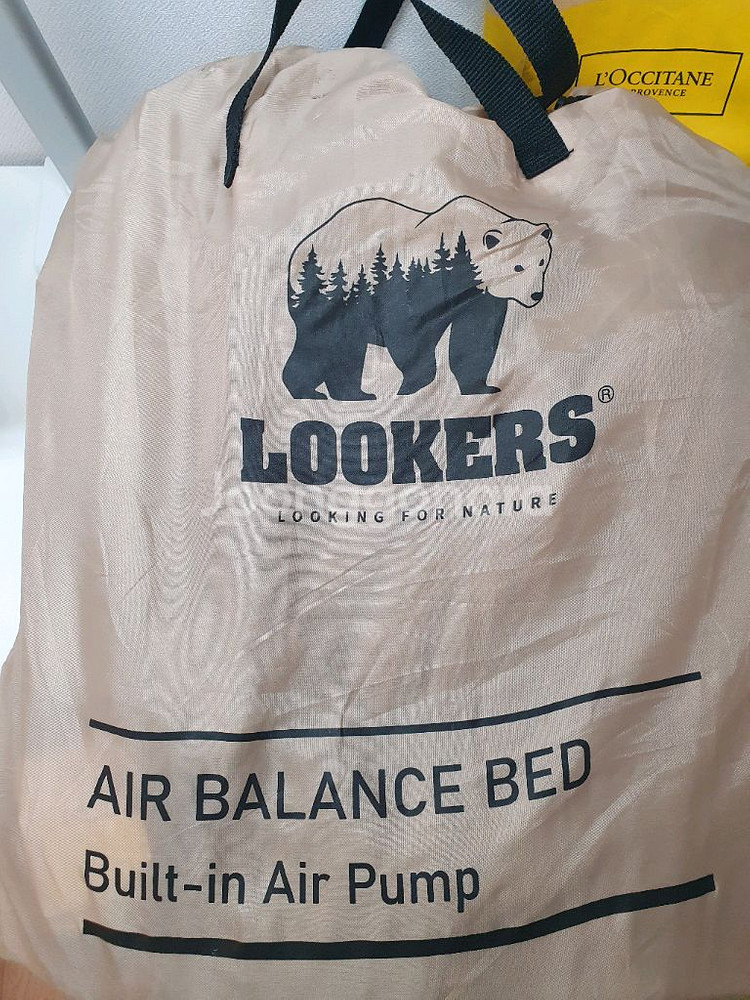 L'OCCITANE
PROVENCE
LOOKERS®
LOOKING FOR NATURE
AIR BALANCE BED
Built-in Air Pump